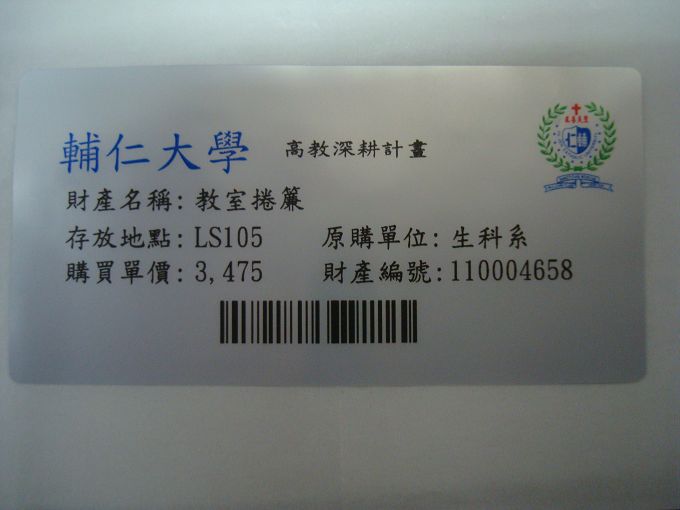 輔仁大學 高教深耕計畫
財產名稱: 教室捲簾
存放地點: LS105 原購單位: 生科系
購買單價: 3,475 財產編號: 110004658